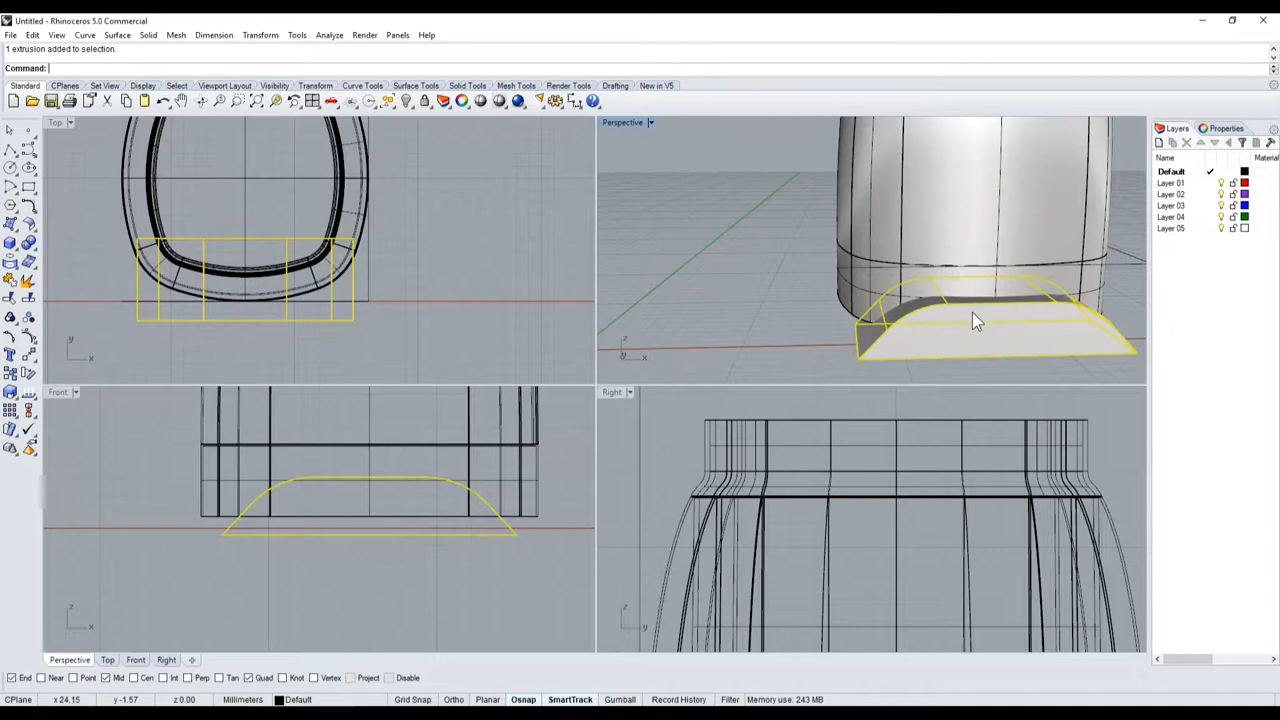 Untitled - Rhinoceros 5.0 Commercial
File Edit View Curve Surface Solid Mesh Dimension Transform Tools Analyze Render Panels Help
1 extrusion added to selection.
Command:
Standard CPlanes Set View Display Select Viewport Layout Visibility Transform Curve Tools Surface Tools Solid Tools Mesh Tools Render Tools Drafting New in V5
Top
Perspective
Layers Properties
Name Material
Default
Layer 01
Layer 02
Layer 03
Layer 04
Layer 05
y
x
z
y x
Front
Right
z
x
z
y
Perspective Top Front Right
End Near Point Mid Cen Int Perp Tan Quad Knot Vertex Project Disable
CPlane x 24.15 y -1.57 z 0.00 Millimeters Default Grid Snap Ortho Planar Osnap SmartTrack Gumball Record History Filter Memory use: 243 MB